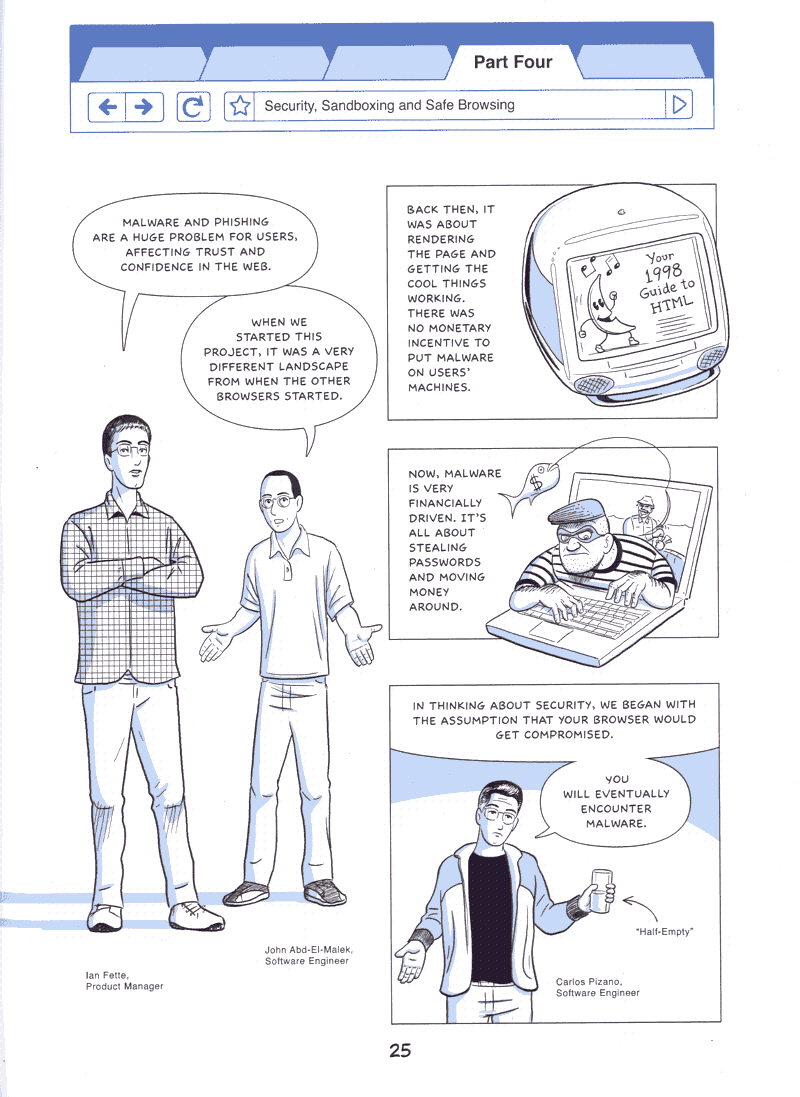 Part Four
Security, Sandboxing and Safe Browsing
MALWARE AND PHISHING
ARE A HUGE PROBLEM FOR USERS,
AFFECTING TRUST AND
CONFIDENCE IN THE WEB.
WHEN WE
STARTED THIS
PROJECT, IT WAS A VERY
DIFFERENT LANDSCAPE
FROM WHEN THE OTHER
BROWSERS STARTED.
Ian Fette,
Product Manager
John Abd-El-Malek,
Software Engineer
BACK THEN, IT
WAS ABOUT
RENDERING
THE PAGE AND
GETTING THE
COOL THINGS
WORKING.
THERE WAS
NO MONETARY
INCENTIVE TO
PUT MALWARE
ON USERS'
MACHINES.
Your
1998
Guide to
HTML
NOW, MALWARE
IS VERY
FINANCIALLY
DRIVEN. IT'S
ALL ABOUT
STEALING
PASSWORDS
AND MOVING
MONEY
AROUND.
$
IN THINKING ABOUT SECURITY, WE BEGAN WITH
THE ASSUMPTION THAT YOUR BROWSER WOULD
GET COMPROMISED.
YOU
WILL EVENTUALLY
ENCOUNTER
MALWARE.
"Half-Empty"
Carlos Pizano,
Software Engineer
25